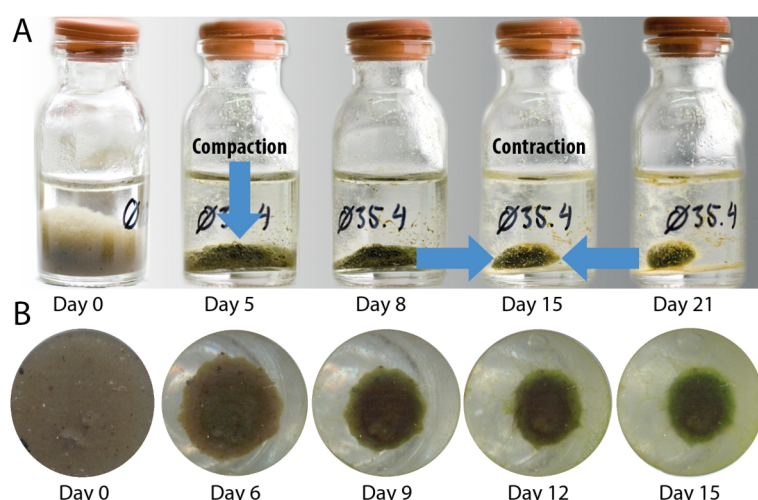 A
Compaction
Contraction
Ø
Ø35.4
Ø35.4
Ø35.4
Ø35.4
Day 0
Day 5
Day 8
Day 15
Day 21
B
Day 0
Day 6
Day 9
Day 12
Day 15